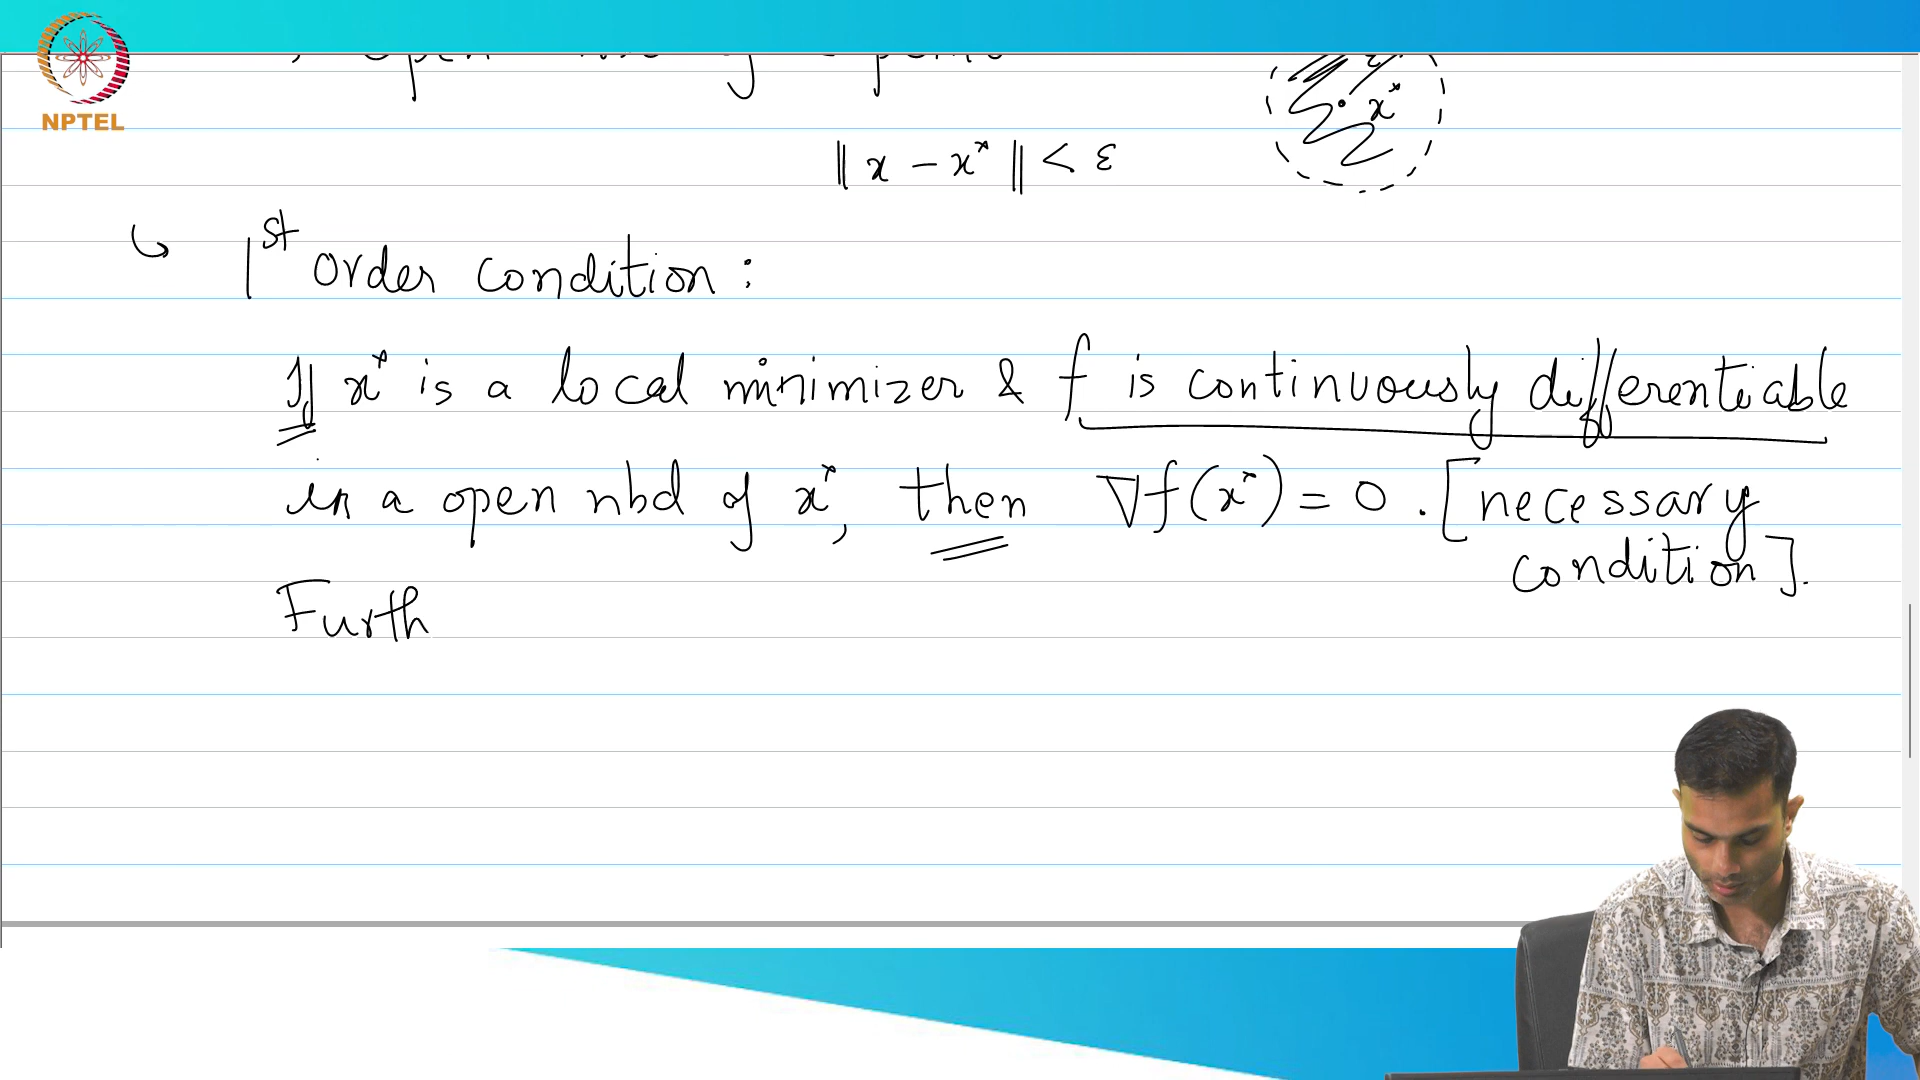 NPTEL
x*
‖ x - x* ‖ < ε
↳ 1st order condition :
If x* is a local minimizer & f is continuously differentiable
in a open nbd of x*, then ∇f(x*) = 0 . [necessary
condition].
Furth